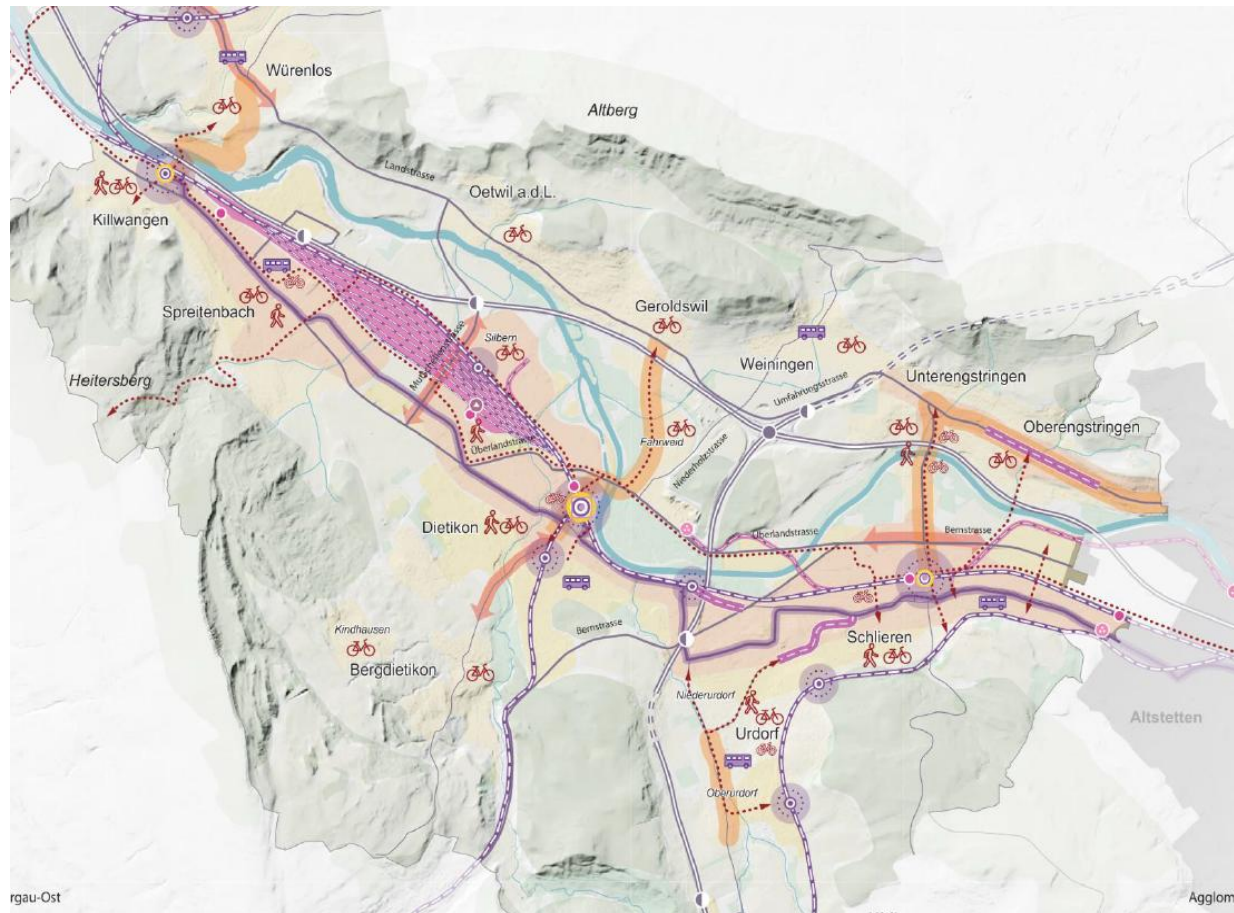 Würenlos
Altberg
Landstrasse
Oetwil a.d.L.
Killwangen
Geroldswil
Spreitenbach
Silbern
Mutschellenstrasse
Weiningen
Heitersberg
Umfahrungsstrasse
Unterengstringen
Oberengstringen
Überlandstrasse
Fahrweid
Niederholzstrasse
Dietikon
Überlandstrasse
Bernstrasse
Kindhausen
Bernstrasse
Bergdietikon
Schlieren
Niederurdorf
Urdorf
Altstetten
Oberurdorf
rgau-Ost
Agglom